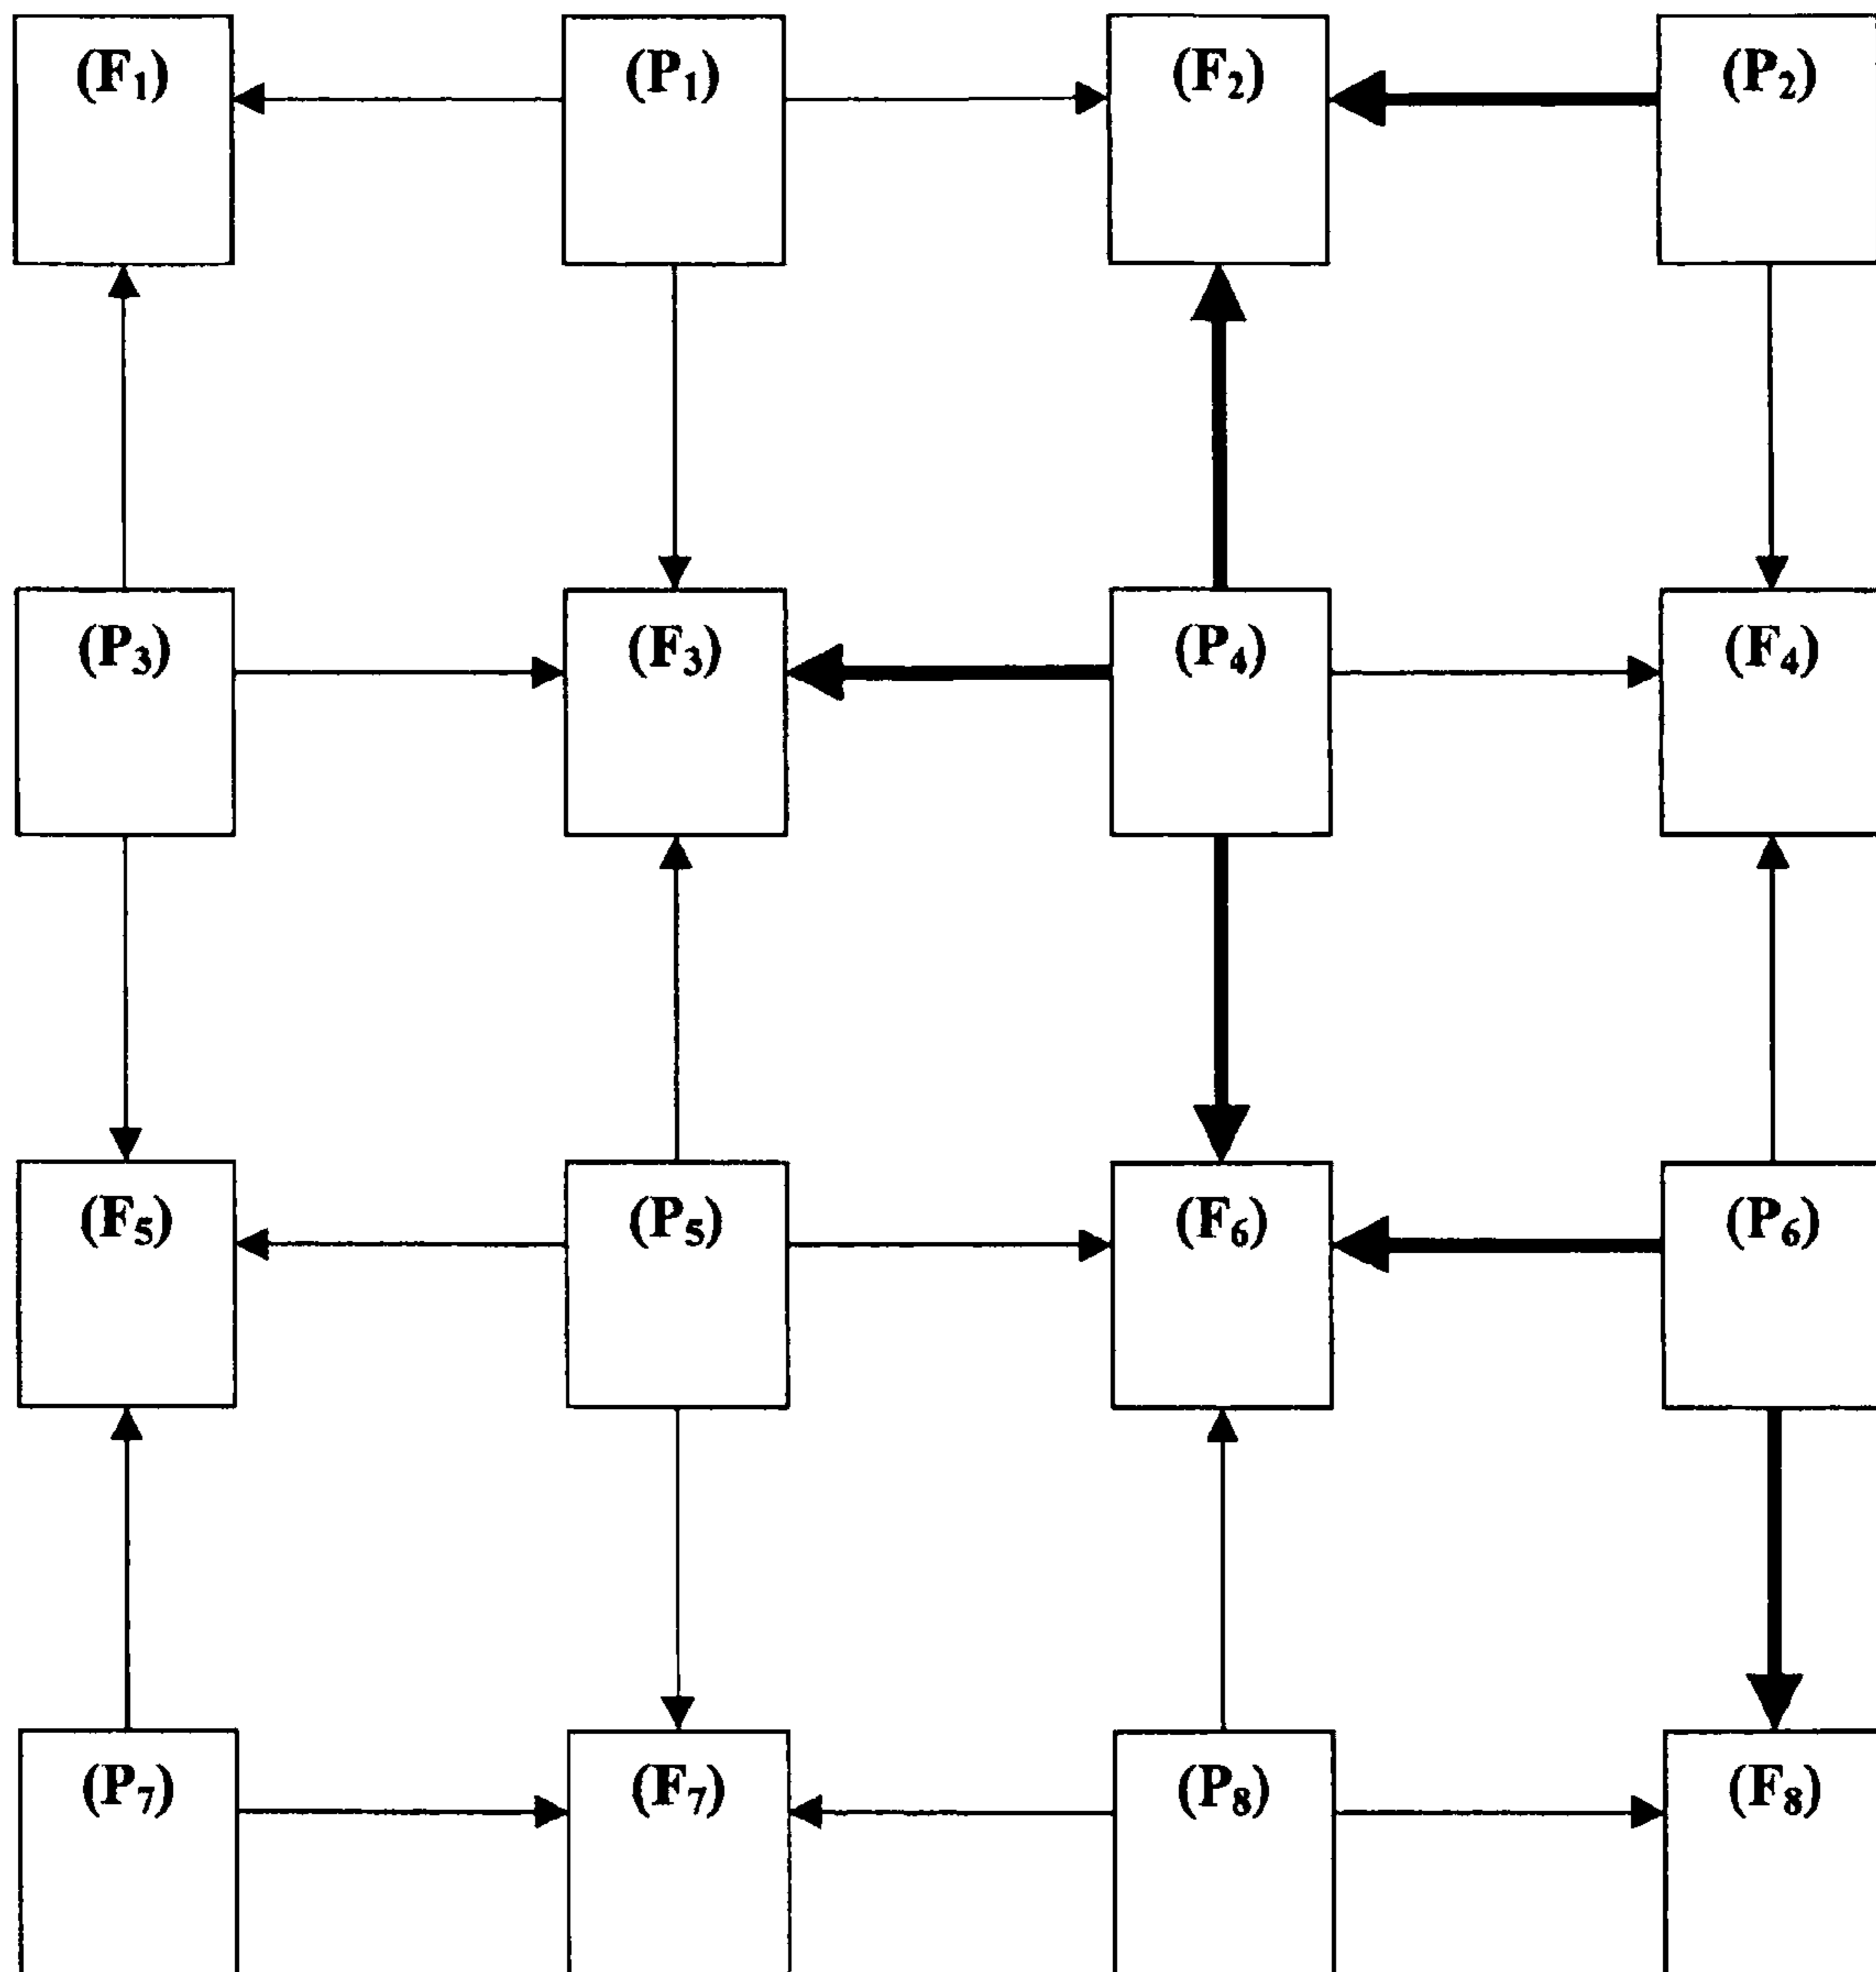 (F₁) (P₁) (F₂) (P₂)
(P₃) (F₃) (P₄) (F₄)
(F₅) (P₅) (F₆) (P₆)
(P₇) (F₇) (P₈) (F₈)